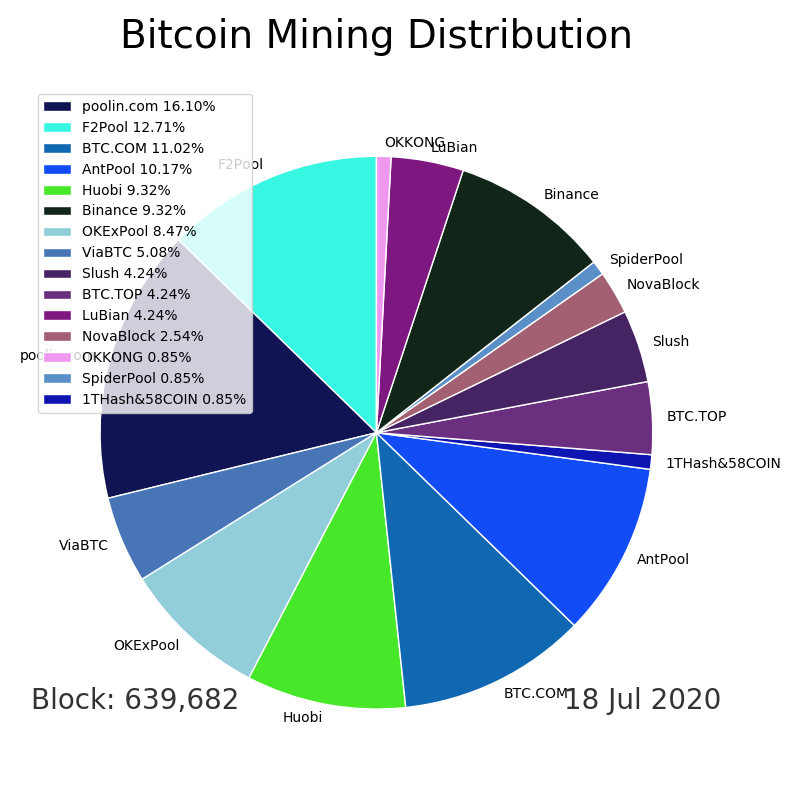 Bitcoin Mining Distribution
poolin.com 16.10%
F2Pool 12.71%
BTC.COM 11.02%
AntPool 10.17%
Huobi 9.32%
Binance 9.32%
OKExPool 8.47%
ViaBTC 5.08%
Slush 4.24%
BTC.TOP 4.24%
LuBian 4.24%
NovaBlock 2.54%
OKKONG 0.85%
SpiderPool 0.85%
1THash&58COIN 0.85%
OKKONG
LuBian
F2Pool
Binance
SpiderPool
NovaBlock
Slush
poolin.com
BTC.TOP
1THash&58COIN
ViaBTC
AntPool
OKExPool
BTC.COM
Huobi
Block: 639,682
18 Jul 2020